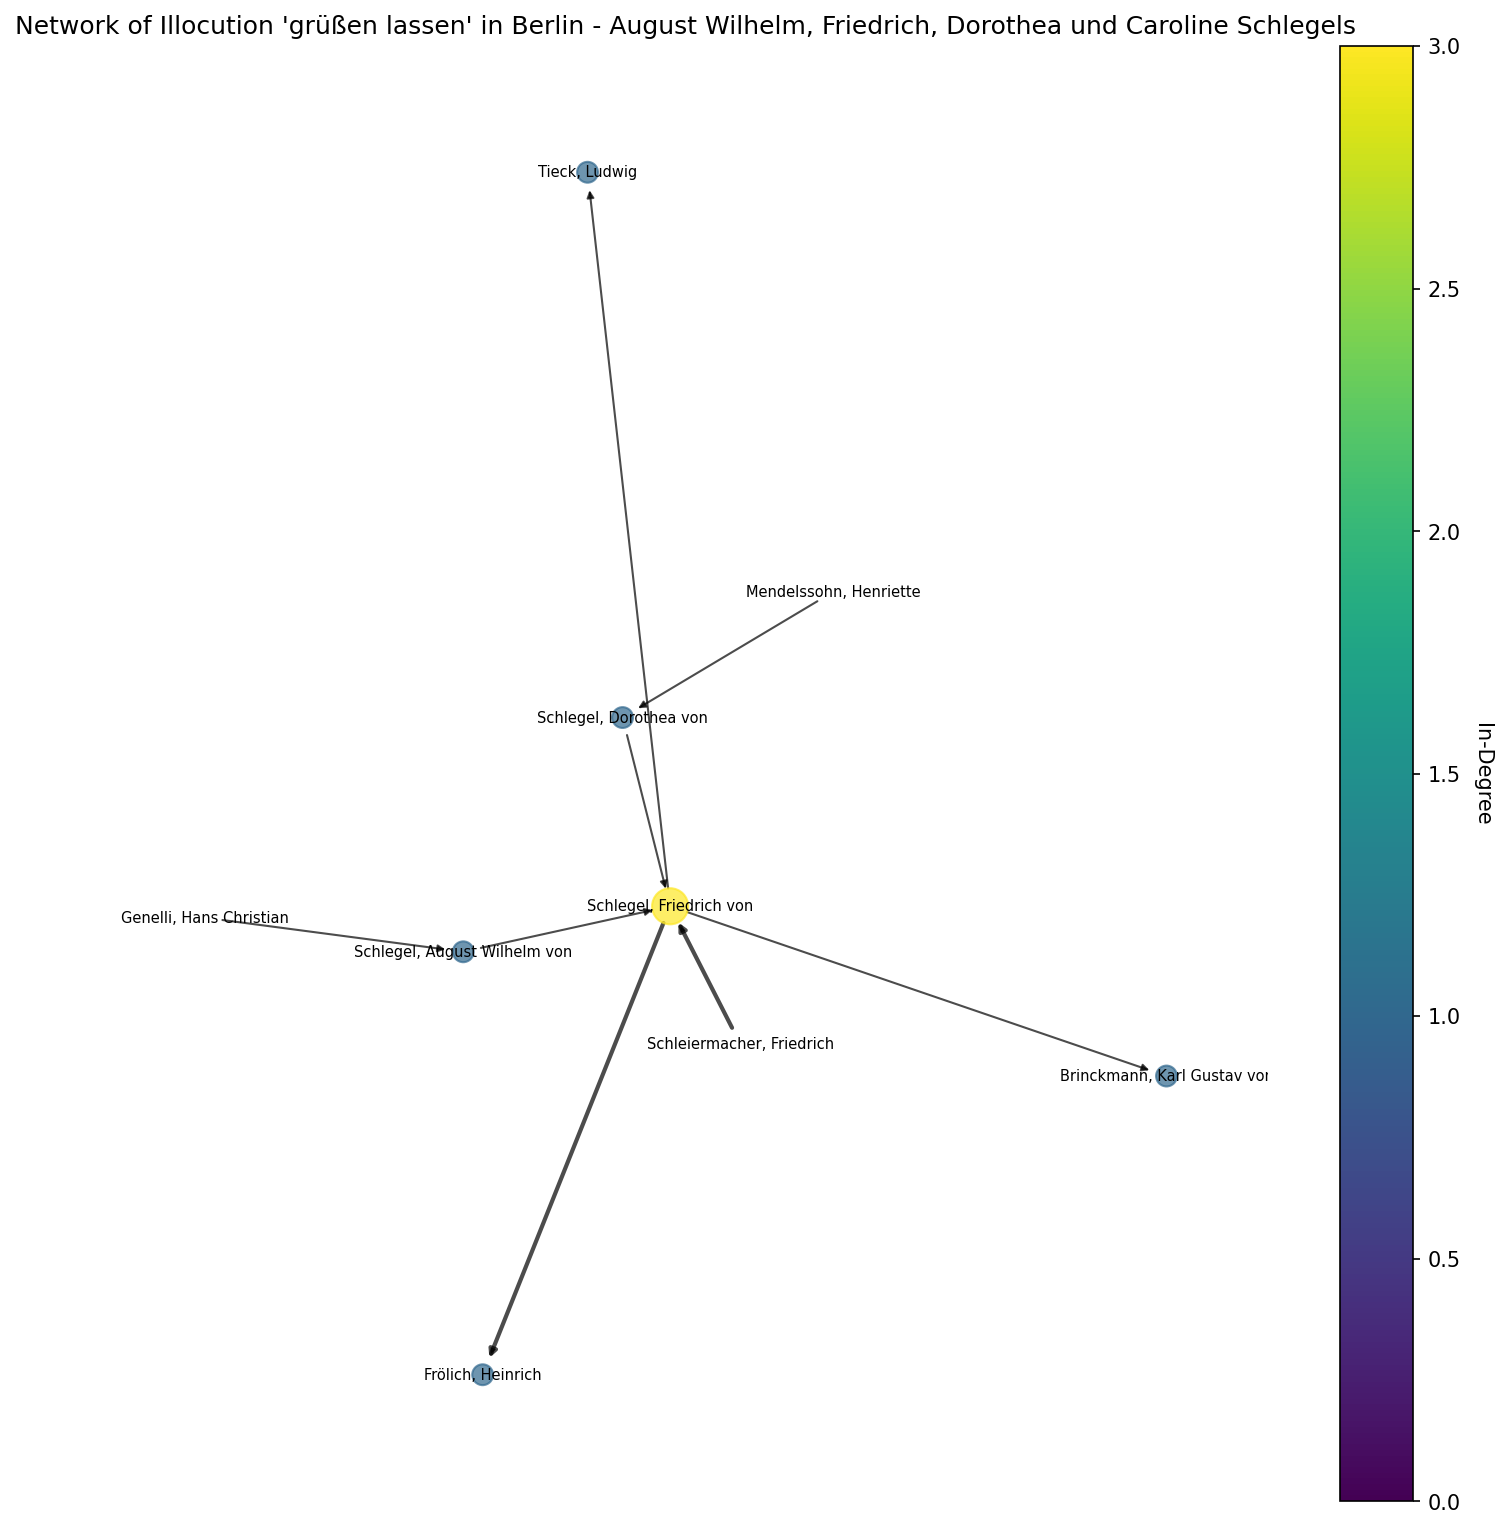 Network of Illocution 'grüßen lassen' in Berlin - August Wilhelm, Friedrich, Dorothea und Caroline Schlegels
Tieck, Ludwig
Mendelssohn, Henriette
Schlegel, Dorothea von
Schlegel, Friedrich von
Genelli, Hans Christian
Schlegel, August Wilhelm von
Schleiermacher, Friedrich
Brinckmann, Karl Gustav von
Frölich, Heinrich
3.0
2.5
2.0
1.5
1.0
0.5
0.0
In-Degree